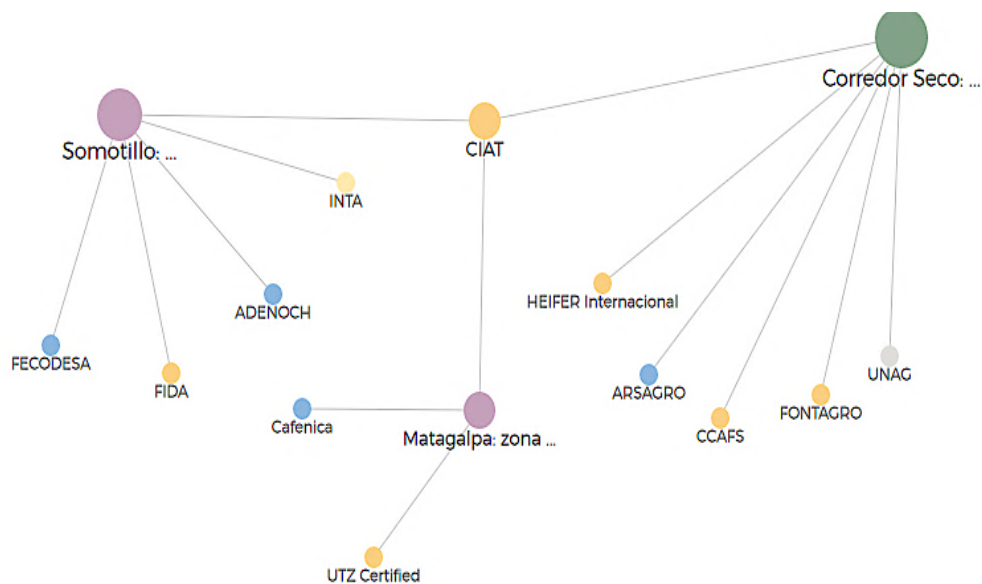 Corredor Seco: ...
Somotillo: ...
CIAT
INTA
HEIFER Internacional
ADENOCH
FECODESA
FIDA
UNAG
ARSAGRO
FONTAGRO
Cafenica
CCAFS
Matagalpa: zona ...
UTZ Certified